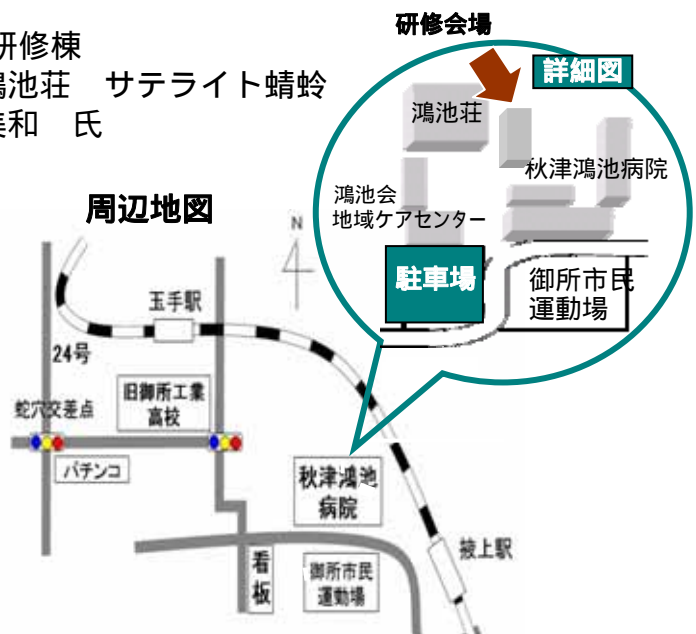 研修棟
鴻池荘　サテライト蜻蛉
美和　氏
研修会場
詳細図
鴻池荘
秋津鴻池病院
鴻池会
地域ケアセンター
駐車場
御所市民
運動場
周辺地図
N
玉手駅
24号
旧御所工業
高校
蛇穴交差点
パチンコ
秋津鴻池
病院
掖上駅
看板
御所市民
運動場